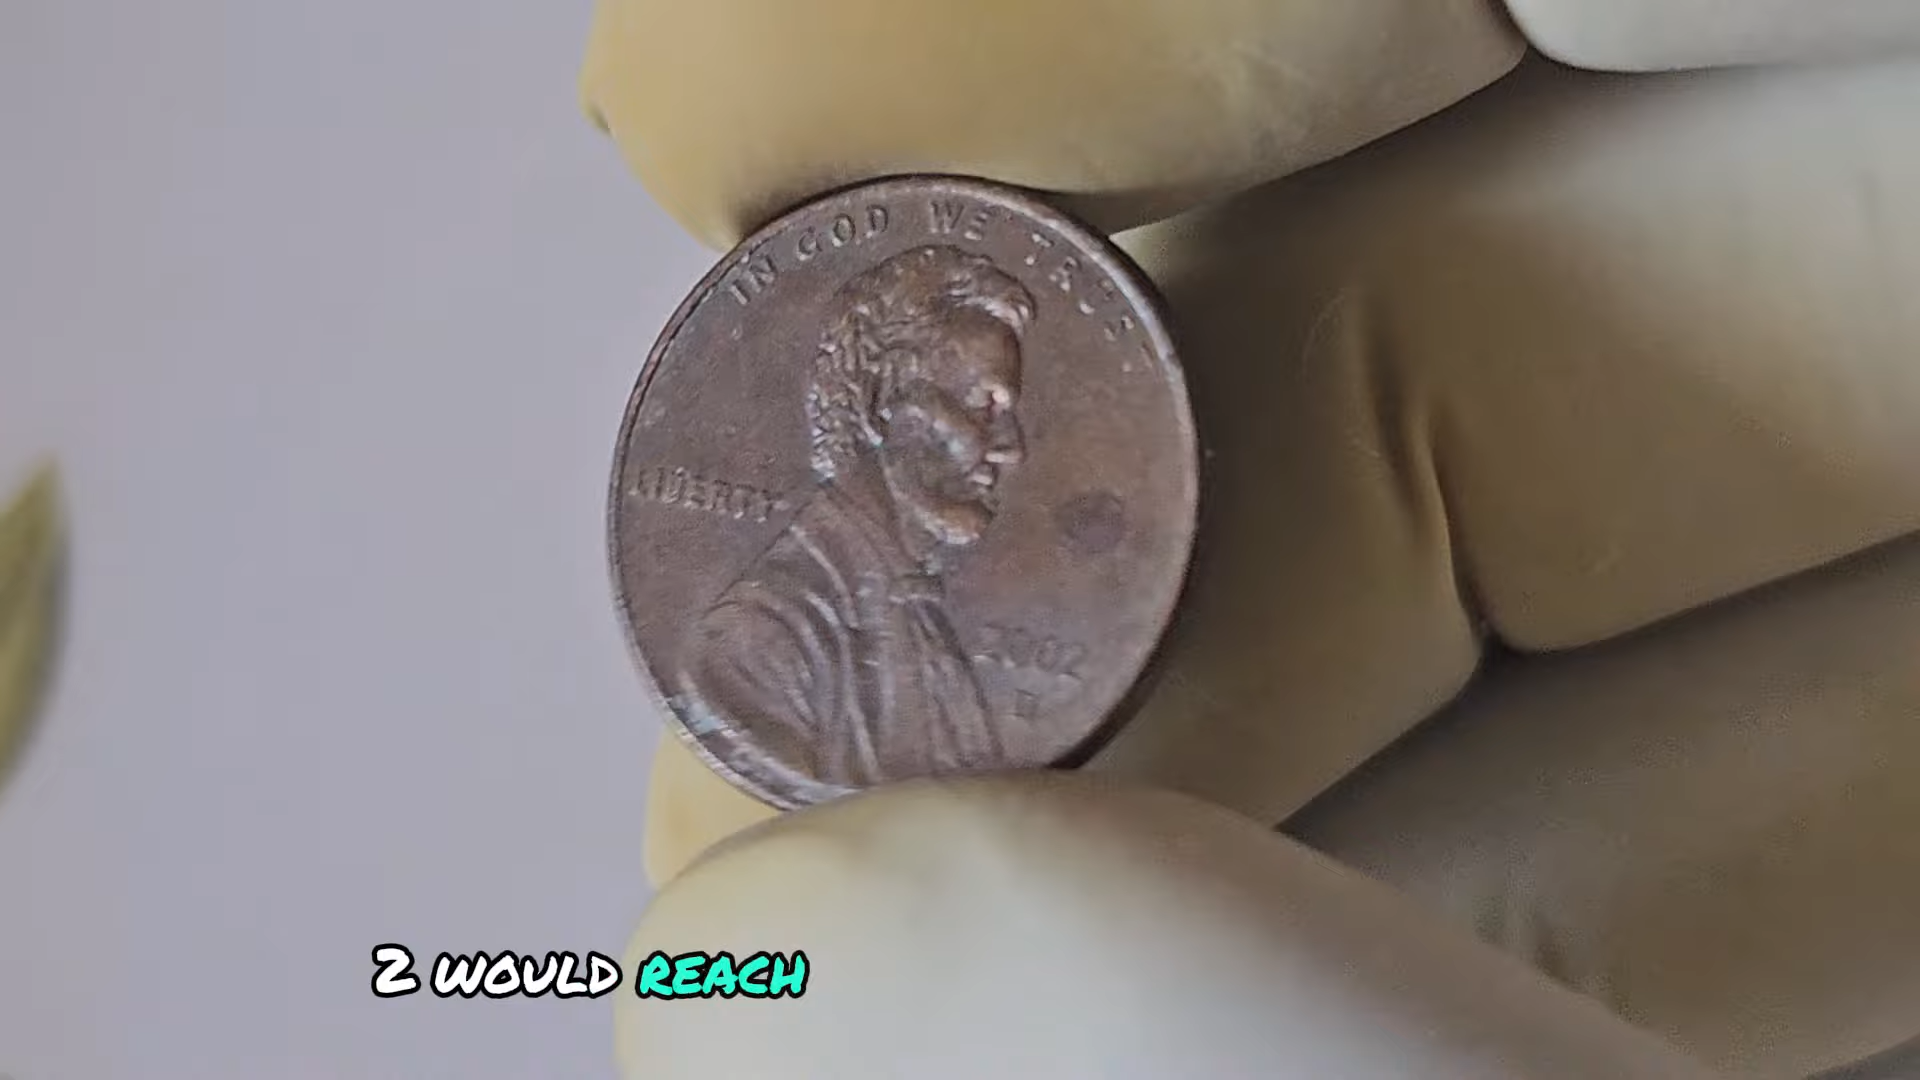 IN GOD WE TRUST
LIBERTY
2002
D
2 WOULD REACH